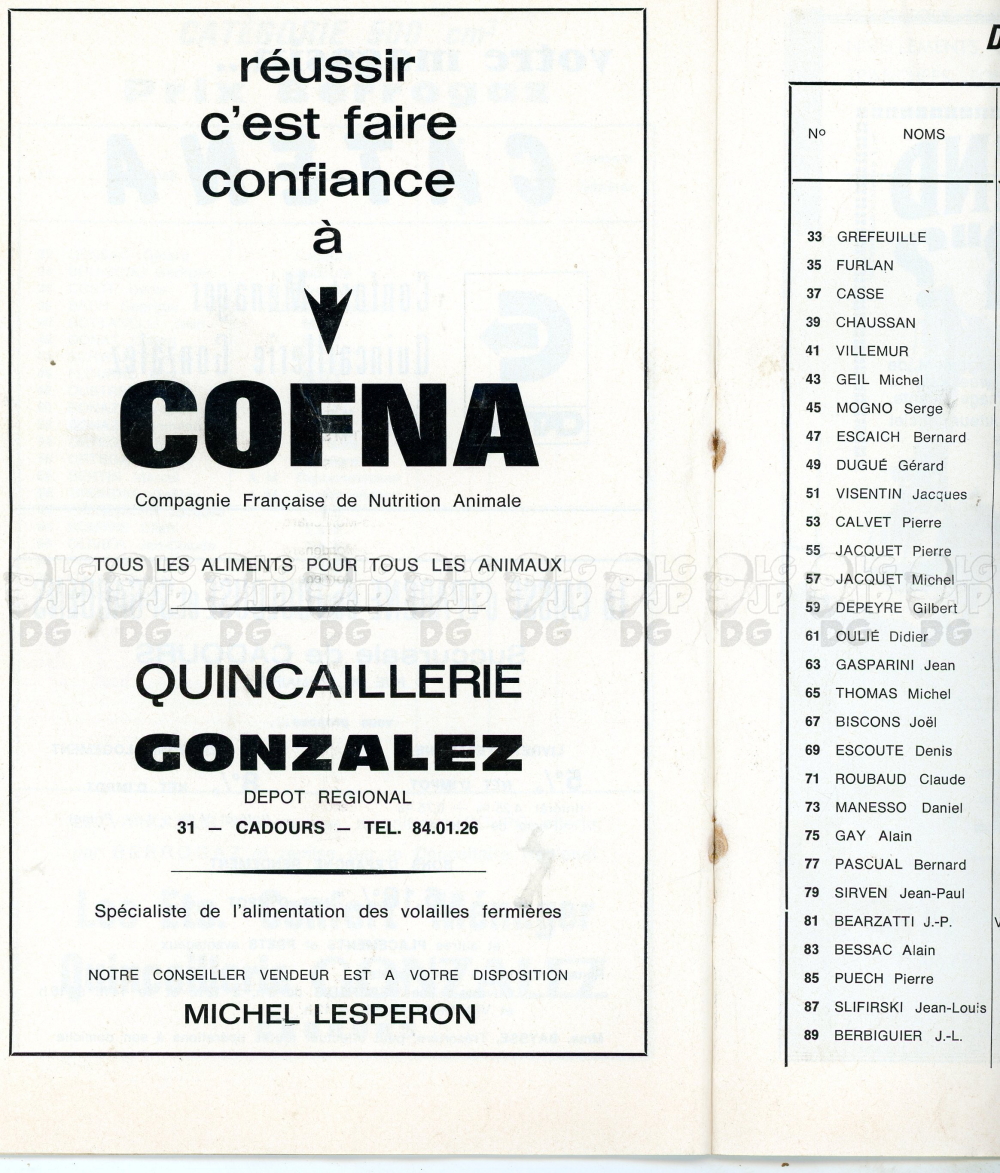 réussir
c'est faire
confiance
à
COFNA
Compagnie Française de Nutrition Animale
TOUS LES ALIMENTS POUR TOUS LES ANIMAUX
QUINCAILLERIE
GONZALEZ
DEPOT REGIONAL
31 — CADOURS — TEL. 84.01.26
Spécialiste de l'alimentation des volailles fermières
NOTRE CONSEILLER VENDEUR EST A VOTRE DISPOSITION
MICHEL LESPERON
Nº NOMS
33 GREFEUILLE
35 FURLAN
37 CASSE
39 CHAUSSAN
41 VILLEMUR
43 GEIL Michel
45 MOGNO Serge
47 ESCAICH Bernard
49 DUGUÉ Gérard
51 VISENTIN Jacques
53 CALVET Pierre
55 JACQUET Pierre
57 JACQUET Michel
59 DEPEYRE Gilbert
61 OULIÉ Didier
63 GASPARINI Jean
65 THOMAS Michel
67 BISCONS Joël
69 ESCOUTE Denis
71 ROUBAUD Claude
73 MANESSO Daniel
75 GAY Alain
77 PASCUAL Bernard
79 SIRVEN Jean-Paul
81 BEARZATTI J.-P.
83 BESSAC Alain
85 PUECH Pierre
87 SLIFIRSKI Jean-Louis
89 BERBIGUIER J.-L.